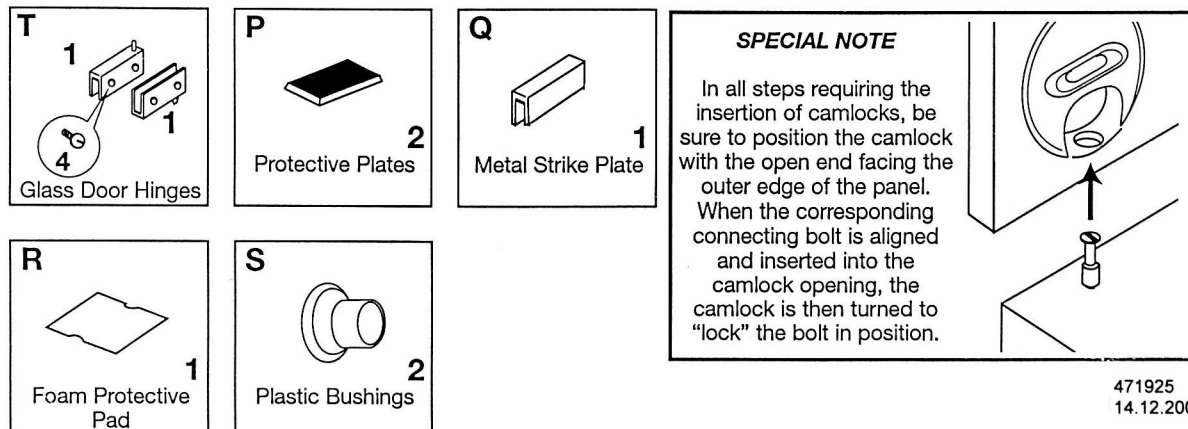 T
1
1
4
Glass Door Hinges
P
2
Protective Plates
Q
1
Metal Strike Plate
R
1
Foam Protective
Pad
S
2
Plastic Bushings
SPECIAL NOTE
In all steps requiring the
insertion of camlocks, be
sure to position the camlock
with the open end facing the
outer edge of the panel.
When the corresponding
connecting bolt is aligned
and inserted into the
camlock opening, the
camlock is then turned to
“lock” the bolt in position.
471925